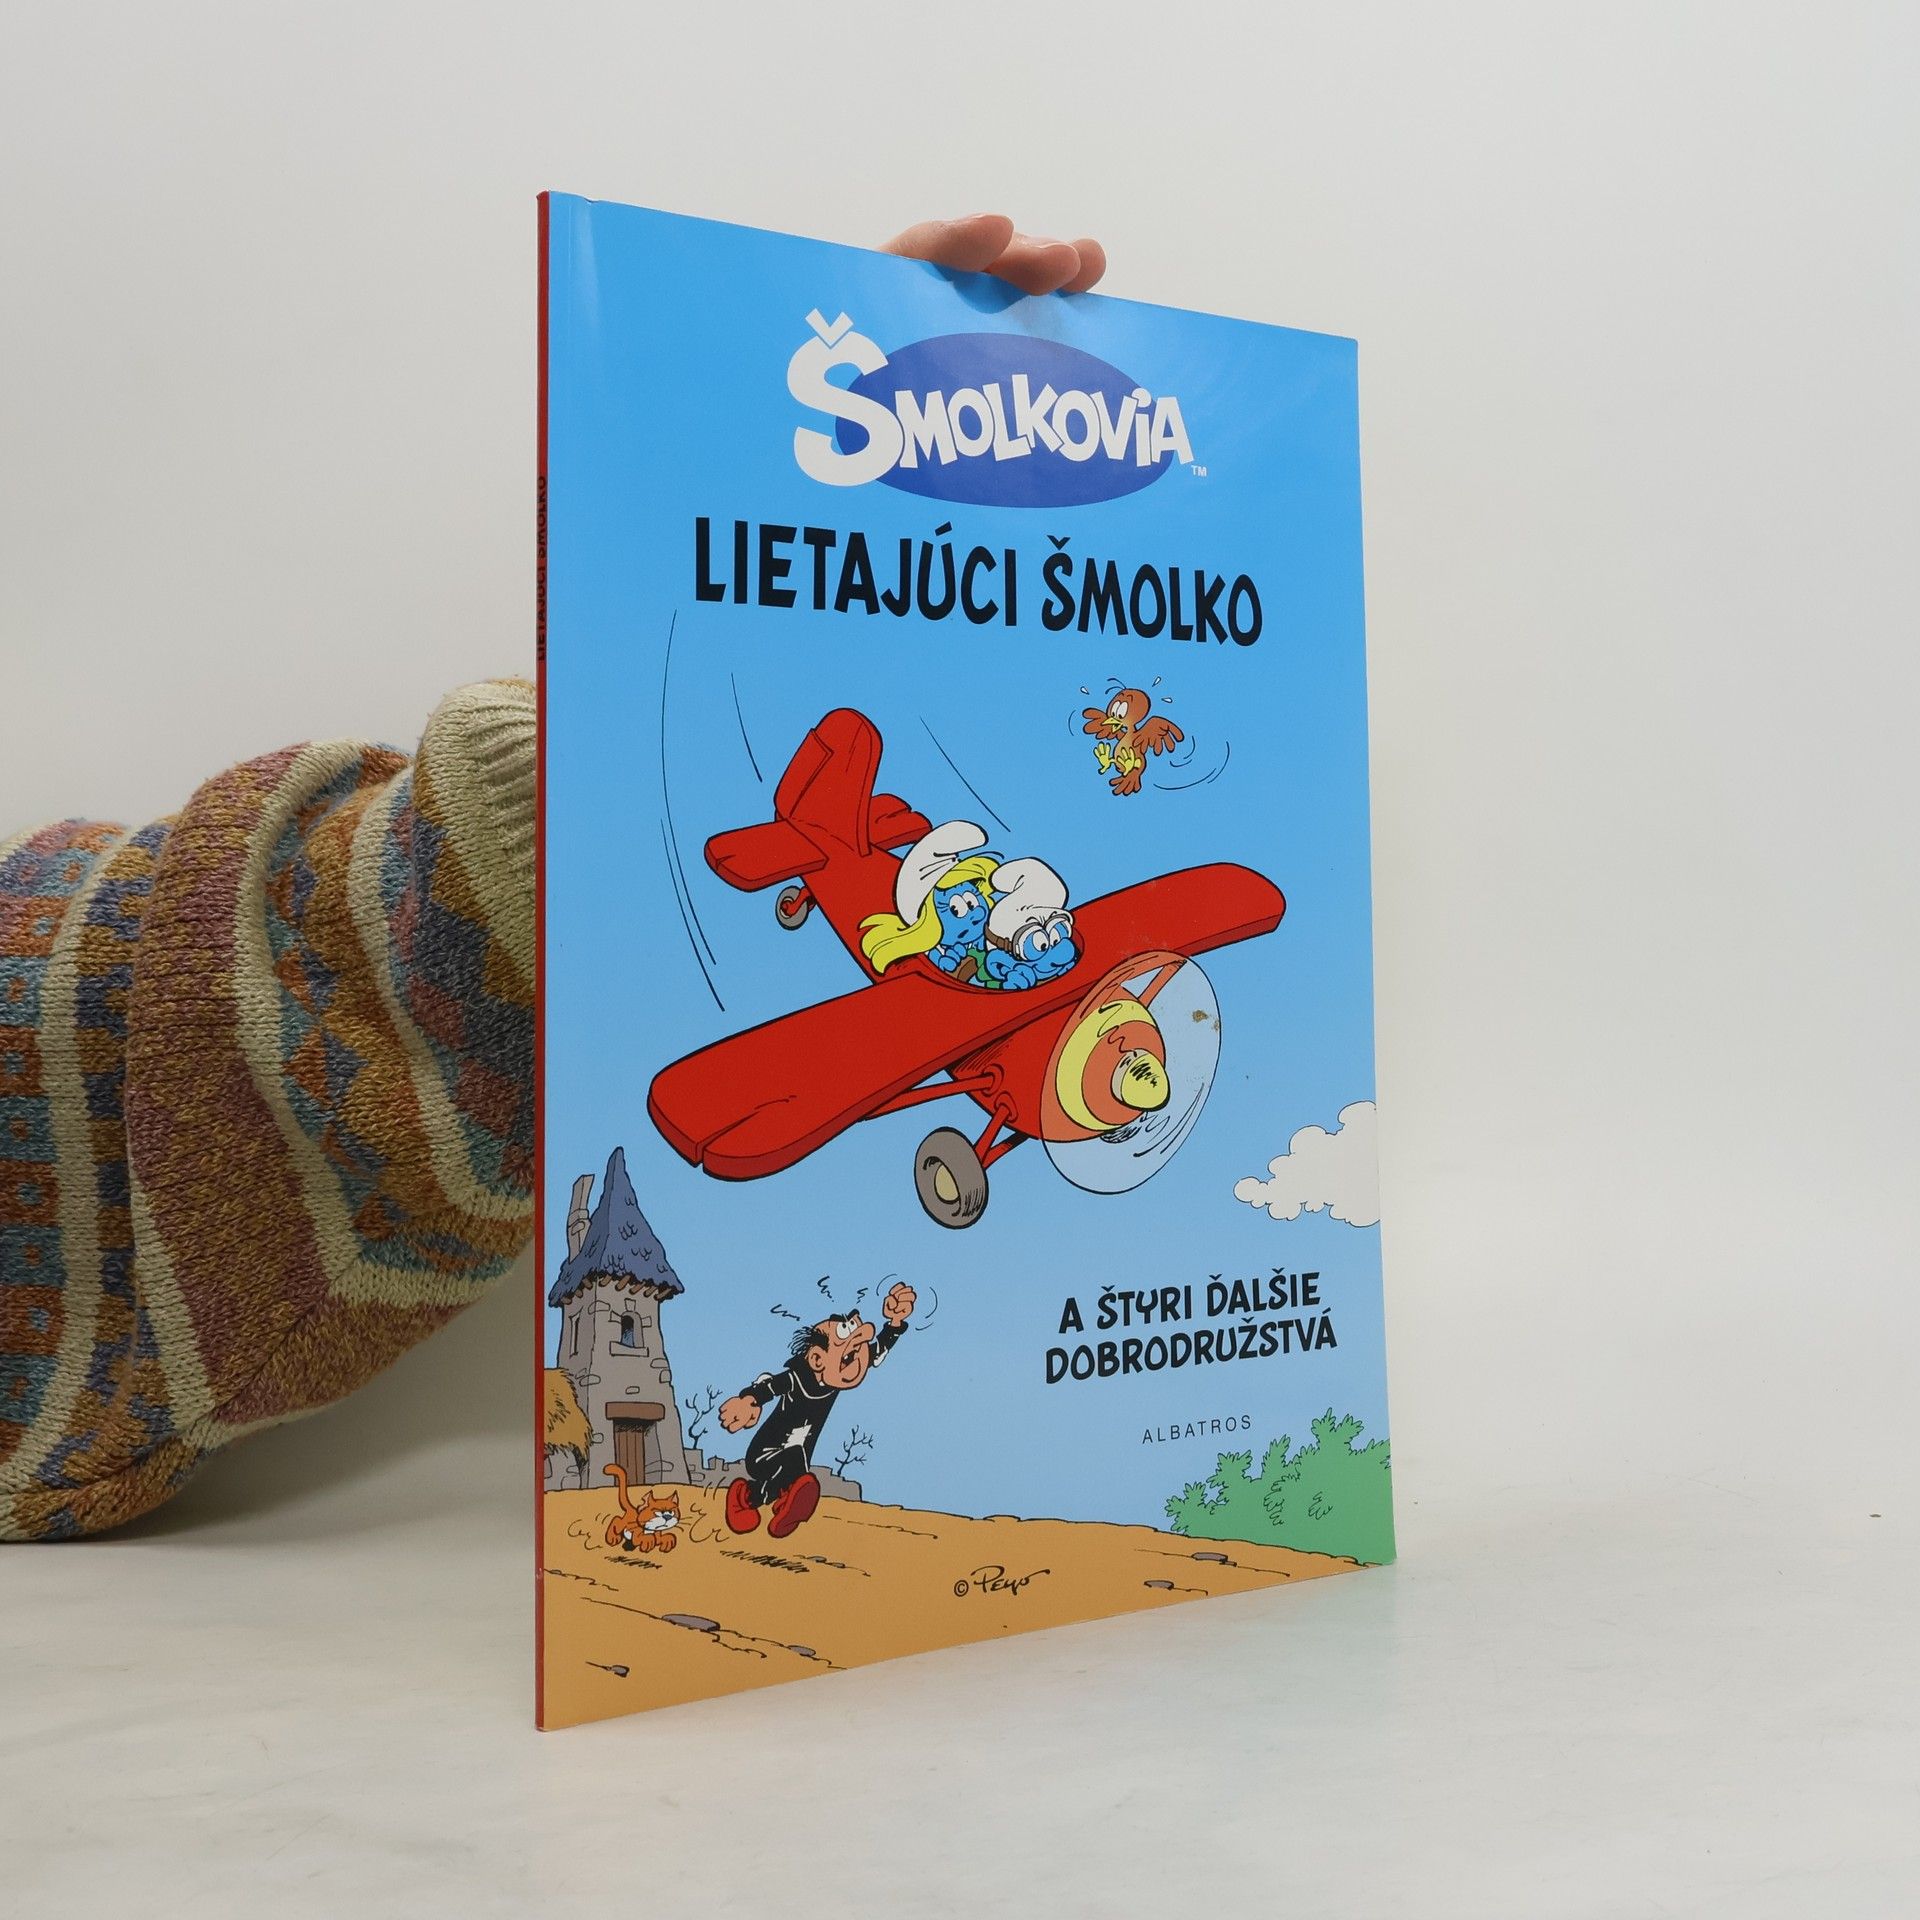 ŠMOLKOVIA
TM
LIETAJÚCI ŠMOLKO
LIETAJÚCI ŠMOLKO
A ŠTYRI ĎALŠIE
DOBRODRUŽSTVÁ
ALBATROS
© Peyo